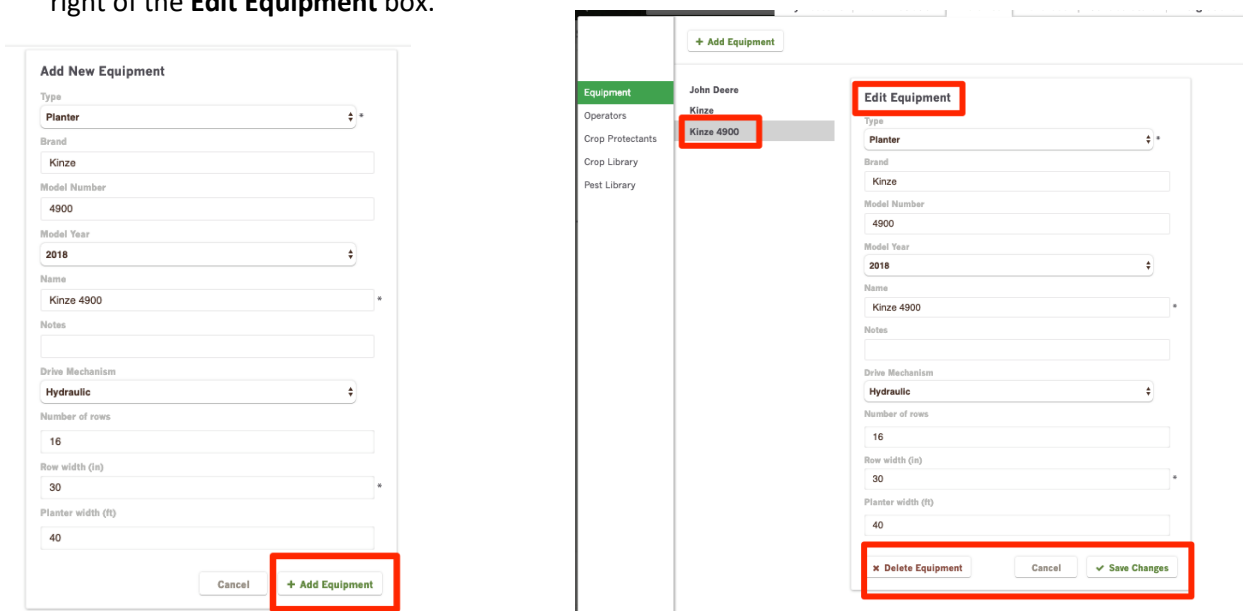 right of the Edit Equipment box.
Add New Equipment
Type
Planter *
Brand
Kinze
Model Number
4900
Model Year
2018
Name
Kinze 4900 *
Notes
Drive Mechanism
Hydraulic
Number of rows
16
Row width (in)
30 *
Planter width (ft)
40
Cancel + Add Equipment
+ Add Equipment
Equipment
Operators
Crop Protectants
Crop Library
Pest Library
John Deere
Kinze
Kinze 4900
Edit Equipment
Type
Planter *
Brand
Kinze
Model Number
4900
Model Year
2018
Name
Kinze 4900 *
Notes
Drive Mechanism
Hydraulic
Number of rows
16
Row width (in)
30 *
Planter width (ft)
40
× Delete Equipment Cancel ✓ Save Changes